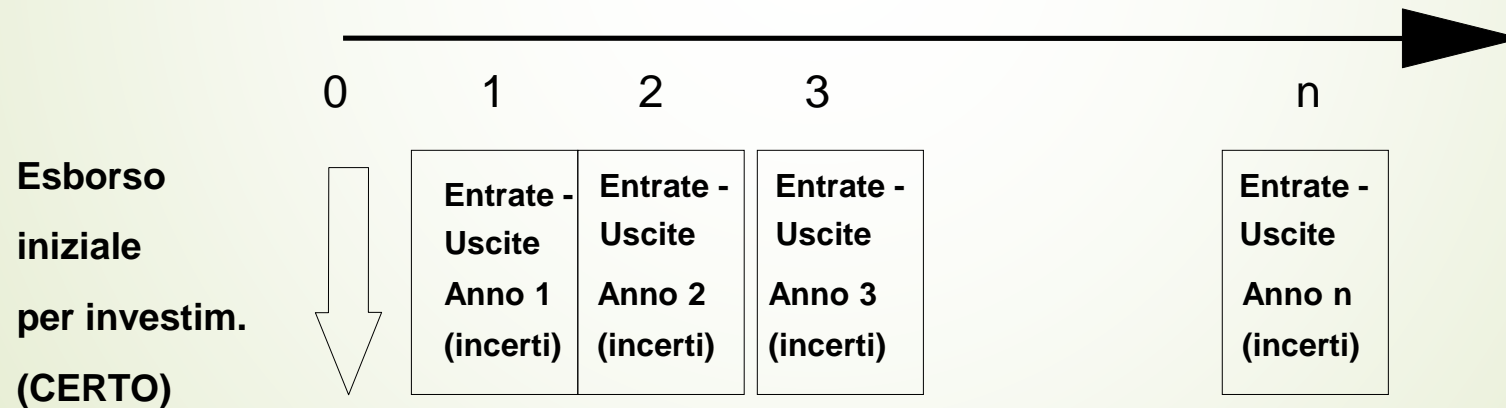 0 1 2 3 n
Esborso
iniziale
per investim.
(CERTO)
Entrate -
Uscite
Anno 1
(incerti)
Entrate -
Uscite
Anno 2
(incerti)
Entrate -
Uscite
Anno 3
(incerti)
Entrate -
Uscite
Anno n
(incerti)